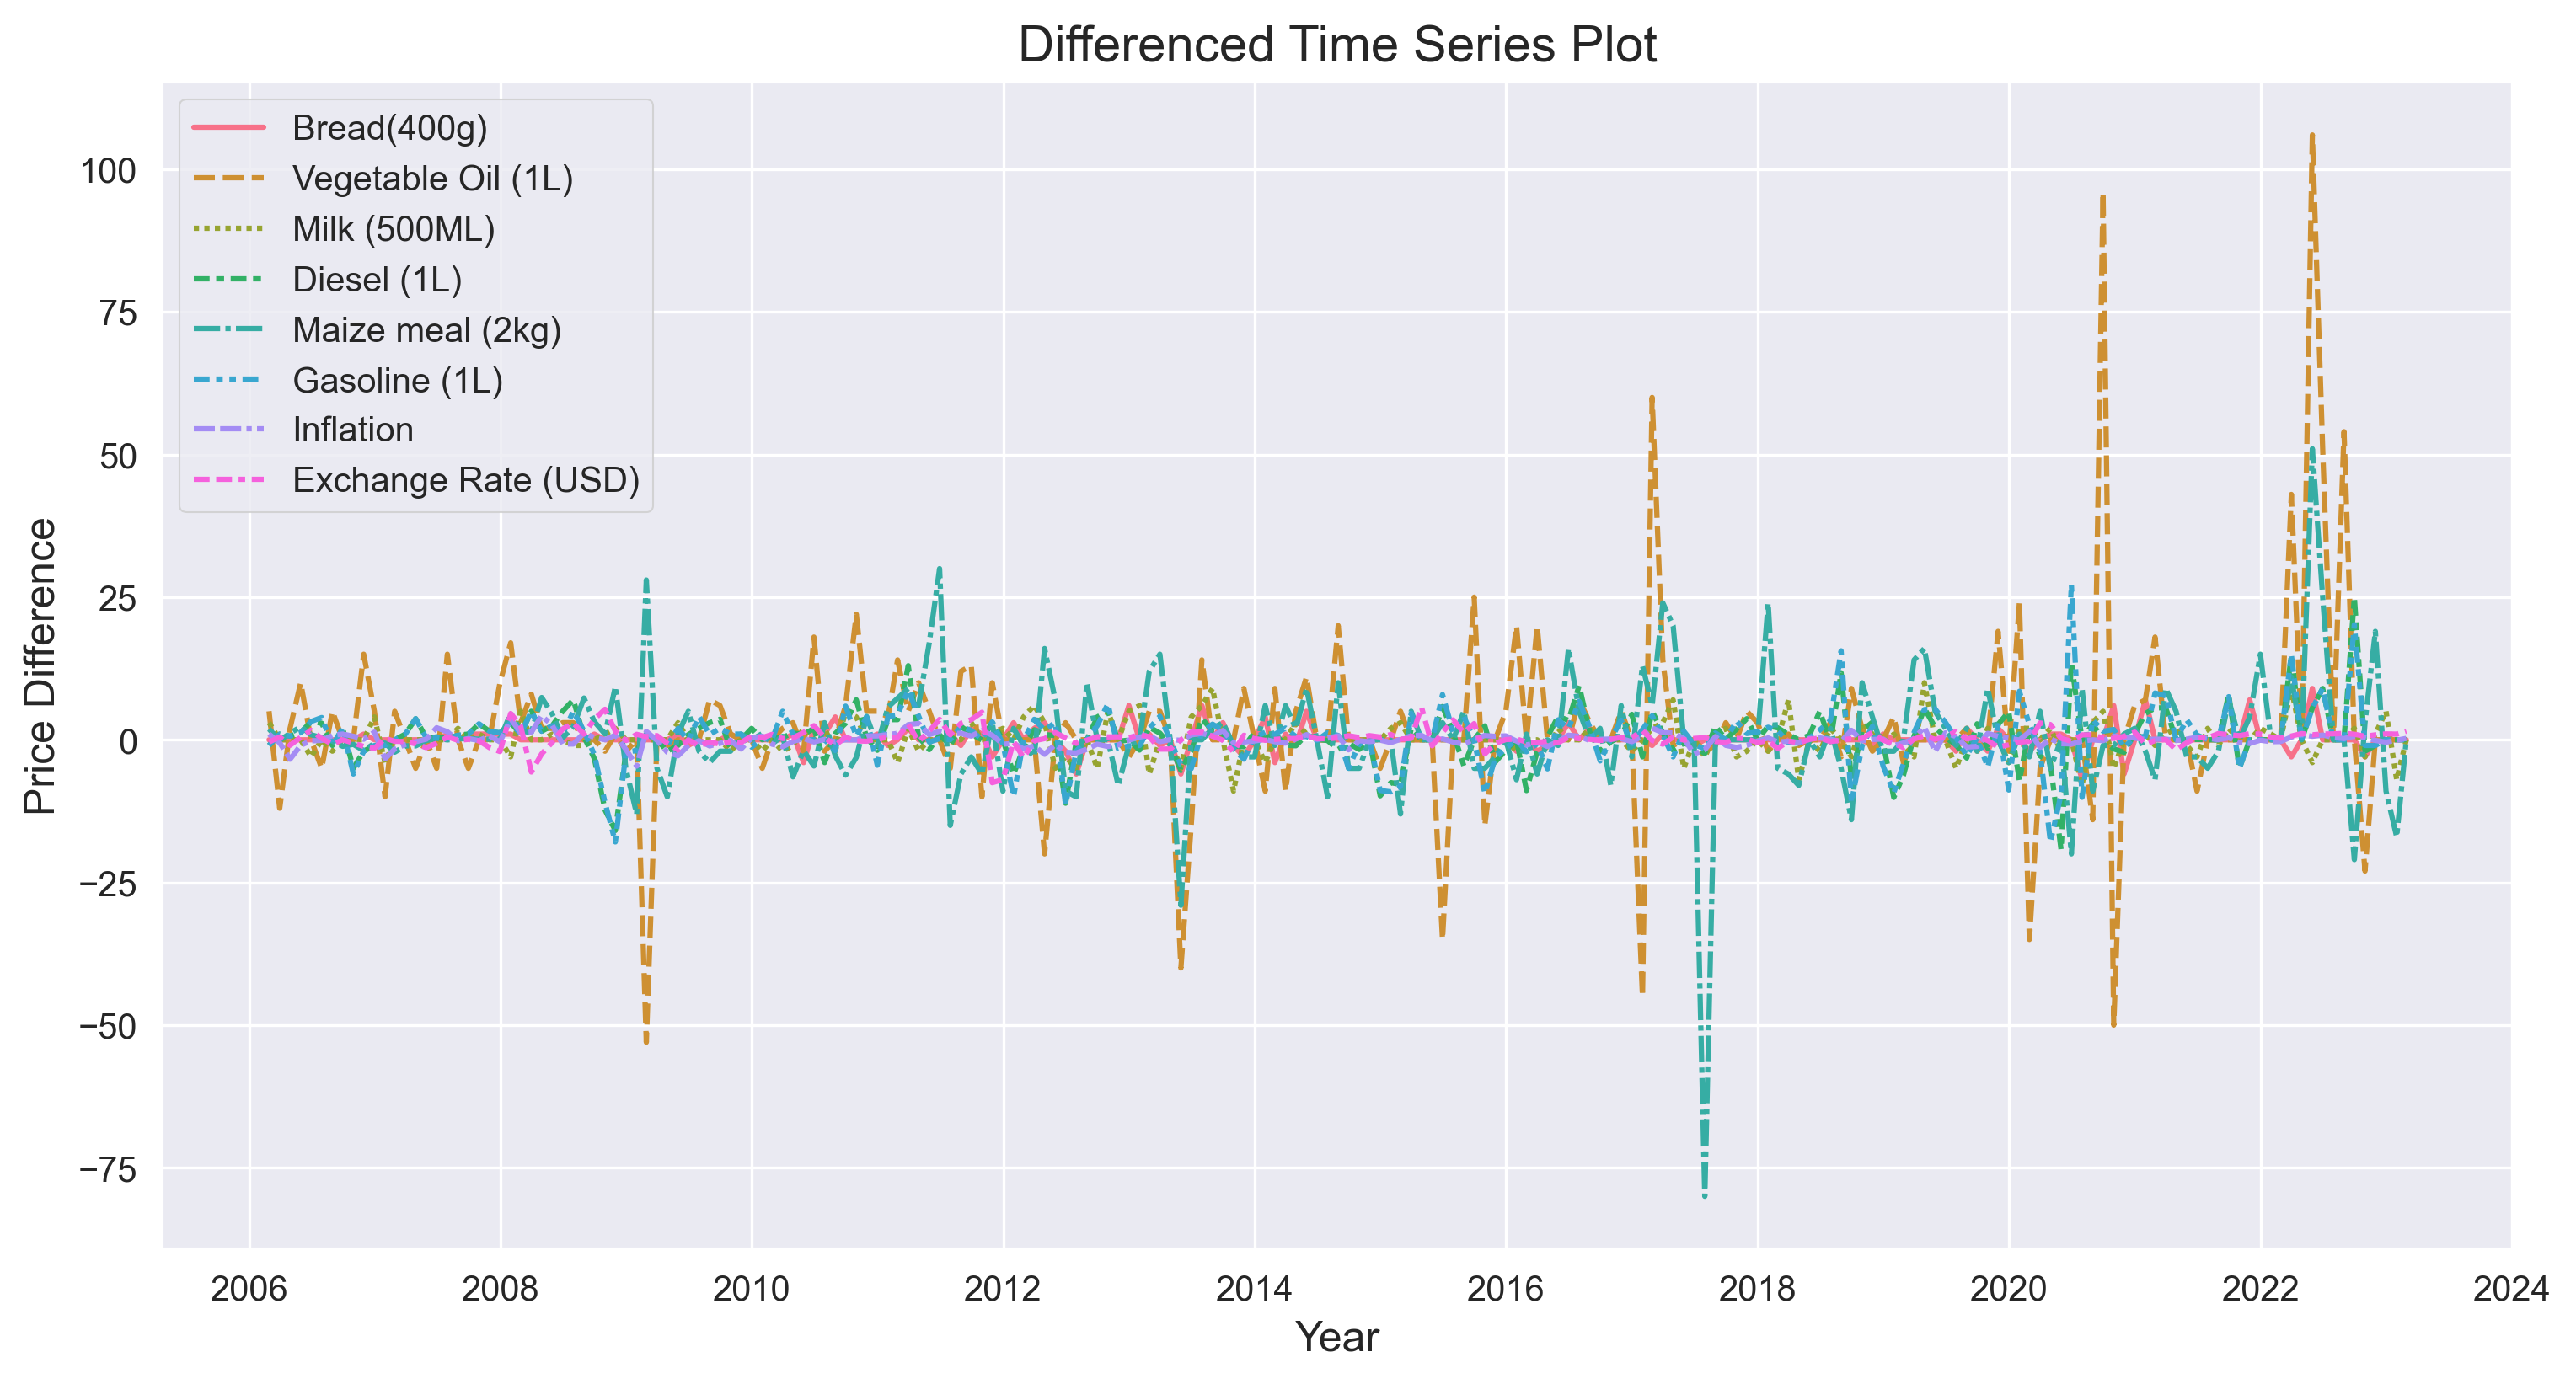 Differenced Time Series Plot
Bread(400g)
Vegetable Oil (1L)
Milk (500ML)
Diesel (1L)
Maize meal (2kg)
Gasoline (1L)
Inflation
Exchange Rate (USD)
Price Difference
100
75
50
25
0
−25
−50
−75
2006 2008 2010 2012 2014 2016 2018 2020 2022 2024
Year